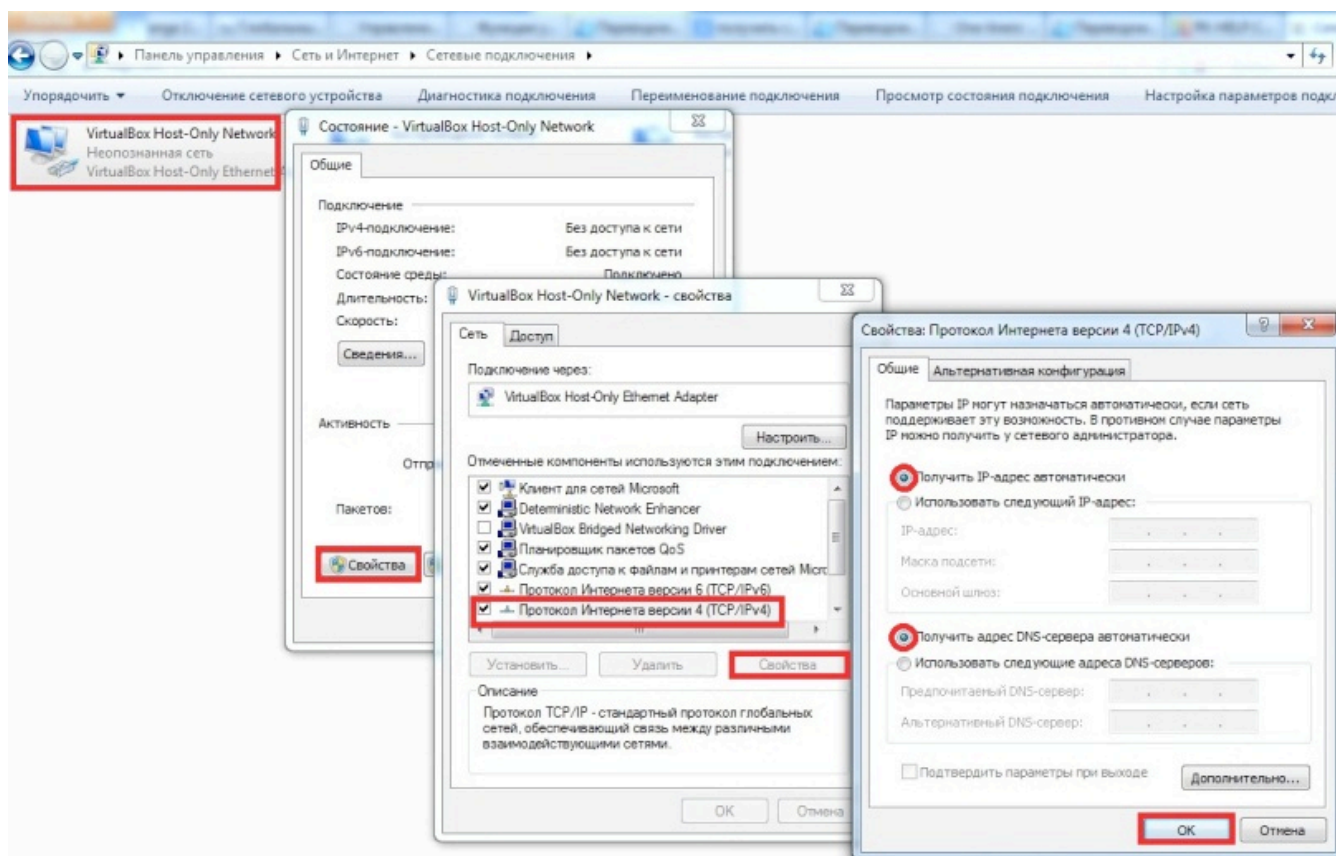 Панель управления ▸ Сеть и Интернет ▸ Сетевые подключения ▸
Упорядочить ▾ Отключение сетевого устройства Диагностика подключения Переименование подключения Просмотр состояния подключения Настройка параметров
VirtualBox Host-Only Network
Неопознанная сеть
VirtualBox Host-Only Ethernet
Состояние - VirtualBox Host-Only Network
Общие
Подключение
IPv4-подключение: Без доступа к сети
IPv6-подключение: Без доступа к сети
Состояние среды: Подключено
Длительность:
Скорость:
Сведения...
Активность
Пакетов:
Свойства
VirtualBox Host-Only Network - свойства
Сеть Доступ
Подключение через:
VirtualBox Host-Only Ethernet Adapter
Настроить...
Отмеченные компоненты используются этим подключением:
Клиент для сетей Microsoft
Deterministic Network Enhancer
VirtualBox Bridged Networking Driver
Планировщик пакетов QoS
Служба доступа к файлам и принтерам сетей
Протокол Интернета версии 6 (TCP/IPv6)
Протокол Интернета версии 4 (TCP/IPv4)
Установить... Удалить Свойства
Описание
Протокол TCP/IP - стандартный протокол глобальных
сетей, обеспечивающий связь между различными
взаимодействующими сетями.
OK Отмена
Свойства: Протокол Интернета версии 4 (TCP/IPv4)
Общие Альтернативная конфигурация
Параметры IP могут назначаться автоматически, если сеть
поддерживает эту возможность. В противном случае параметры
IP можно получить у сетевого администратора.
Получить IP-адрес автоматически
Использовать следующий IP-адрес:
IP-адрес:
Маска подсети:
Основной шлюз:
Получить адрес DNS-сервера автоматически
Использовать следующие адреса DNS-серверов:
Предпочитаемый DNS-сервер:
Альтернативный DNS-сервер:
Подтвердить параметры при выходе
Дополнительно...
OK Отмена